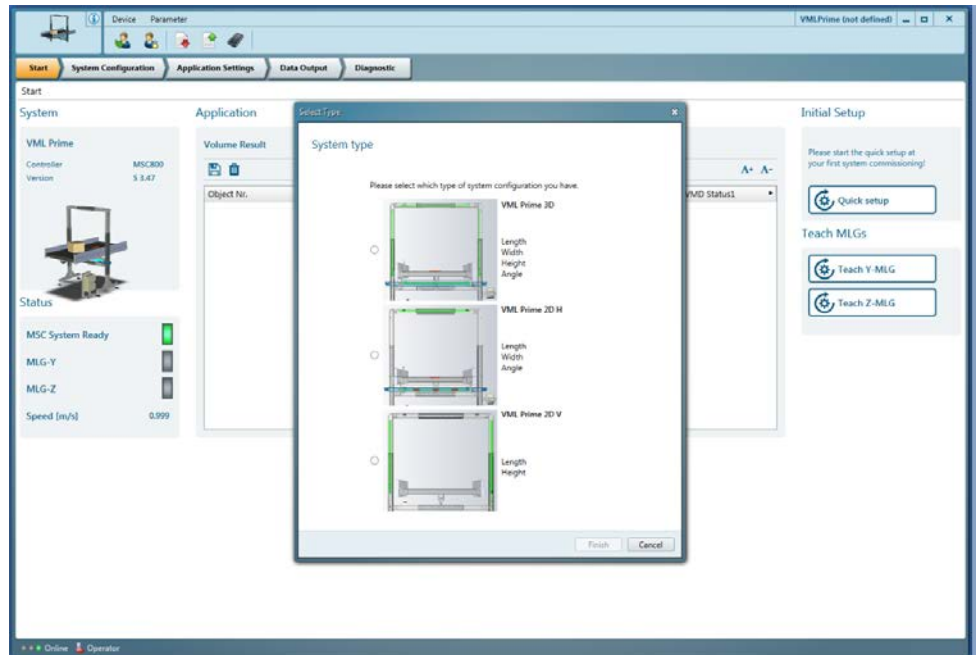 Device Parameter
VMLPrime (not defined)
Start
System Configuration
Application Settings
Data Output
Diagnostic
Start
System
VML Prime
Controller MSC800
Version 5 3.47
Status
MSC System Ready
MLG-Y
MLG-Z
Speed [m/s] 0.999
Application
Volume Result
A+ A-
Object Nr.
VMD Status1
Select Type
System type
Please select which type of system configuration you have.
VML Prime 3D
Length
Width
Height
Angle
VML Prime 2D H
Length
Width
Angle
VML Prime 2D V
Length
Height
Finish Cancel
Initial Setup
Please start the quick setup at
your first system commissioning!
Quick setup
Teach MLGs
Teach Y-MLG
Teach Z-MLG
Online Operator